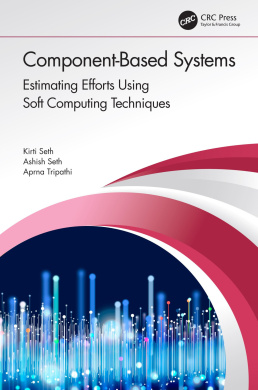 CRC
CRC Press
Taylor & Francis Group
Component-Based Systems
Estimating Efforts Using
Soft Computing Techniques
Kirti Seth
Ashish Seth
Aprna Tripathi